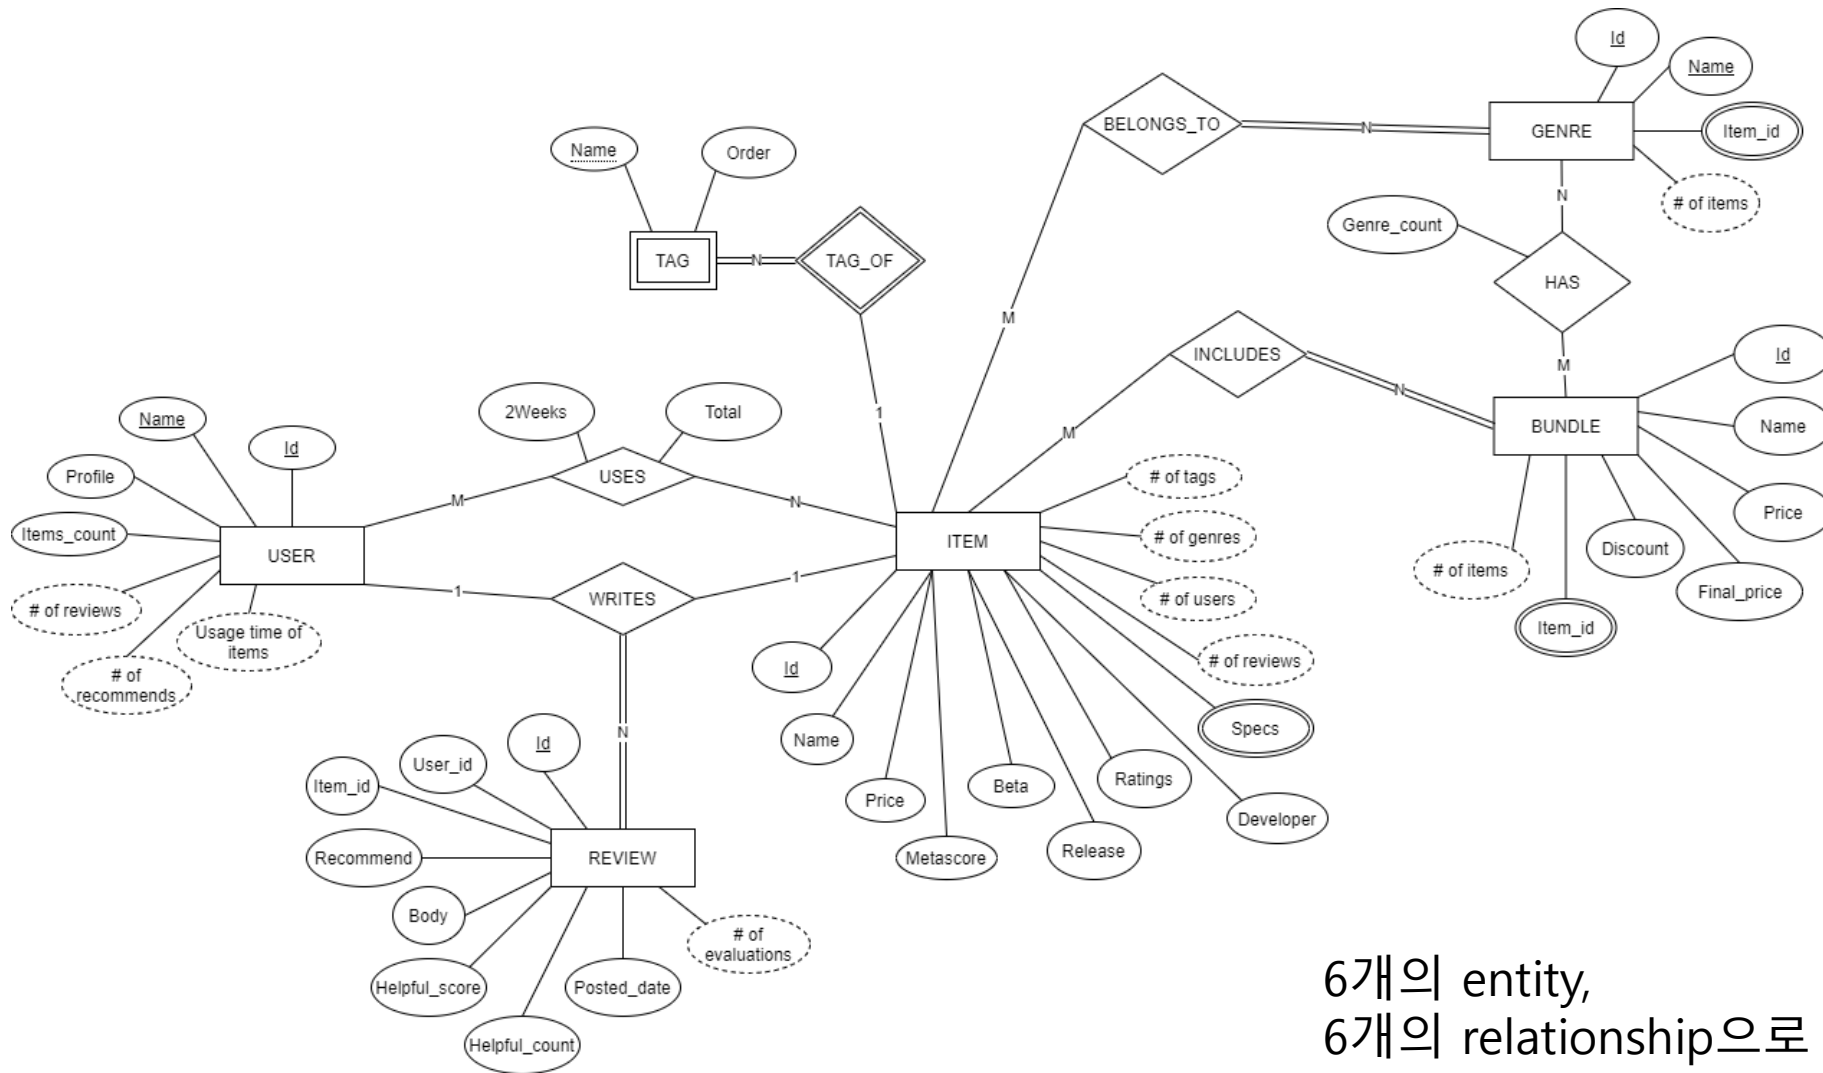 Id
Name
BELONGS_TO
N
GENRE
Item_id
# of items
Name
Order
Genre_count
N
TAG
N
TAG_OF
HAS
M
INCLUDES
M
Id
N
2Weeks
Total
1
Name
M
BUNDLE
Name
Id
Profile
USES
# of tags
M
N
Price
Items_count
# of genres
USER
ITEM
Discount
# of items
1
WRITES
1
# of users
Final_price
# of reviews
Usage time of
items
Item_id
# of
recommends
Id
# of reviews
N
Specs
Id
Name
User_id
Item_id
Price
Beta
Ratings
Developer
Recommend
REVIEW
Metascore
Release
Body
# of
evaluations
Helpful_score
Posted_date
Helpful_count
6개의 entity,
6개의 relationship으로